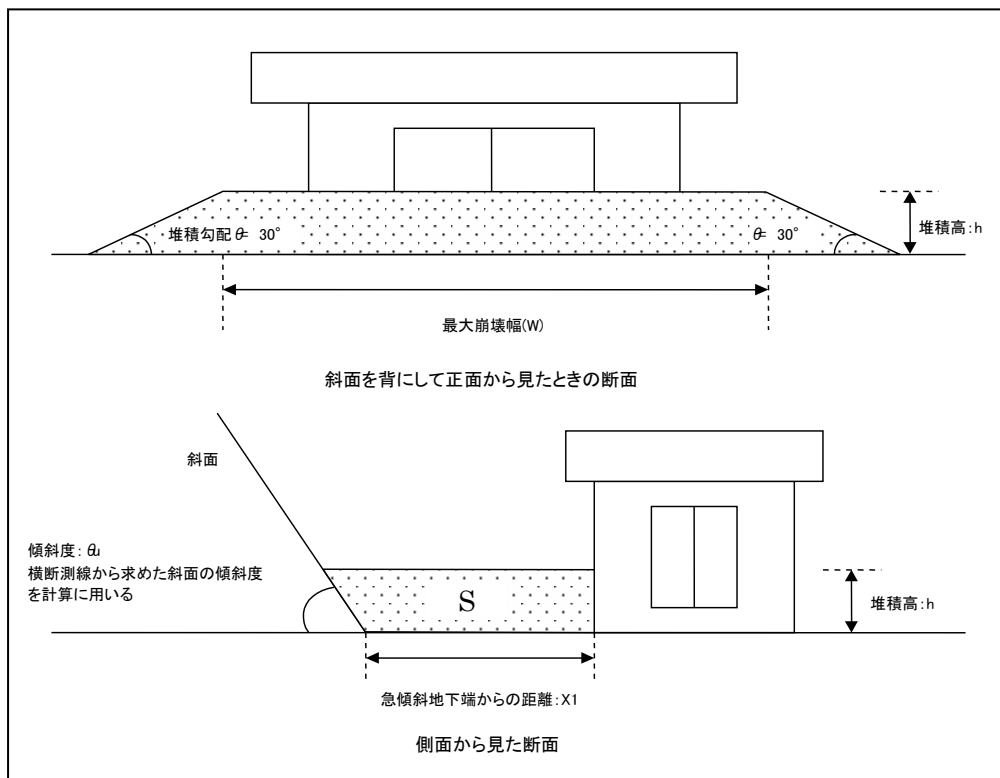 堆積勾配 θ= 30°
θ= 30°
堆積高:h
最大崩壊幅(W)
斜面を背にして正面から見たときの断面
斜面
傾斜度: θu
横断測線から求めた斜面の傾斜度
を計算に用いる
S
堆積高:h
急傾斜地下端からの距離:X1
側面から見た断面